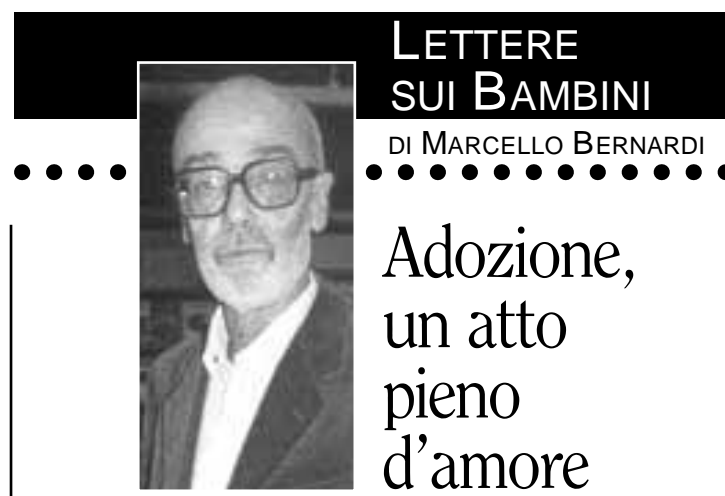 LETTERE
SUI BAMBINI
DI MARCELLO BERNARDI
Adozione,
un atto
pieno
d'amore